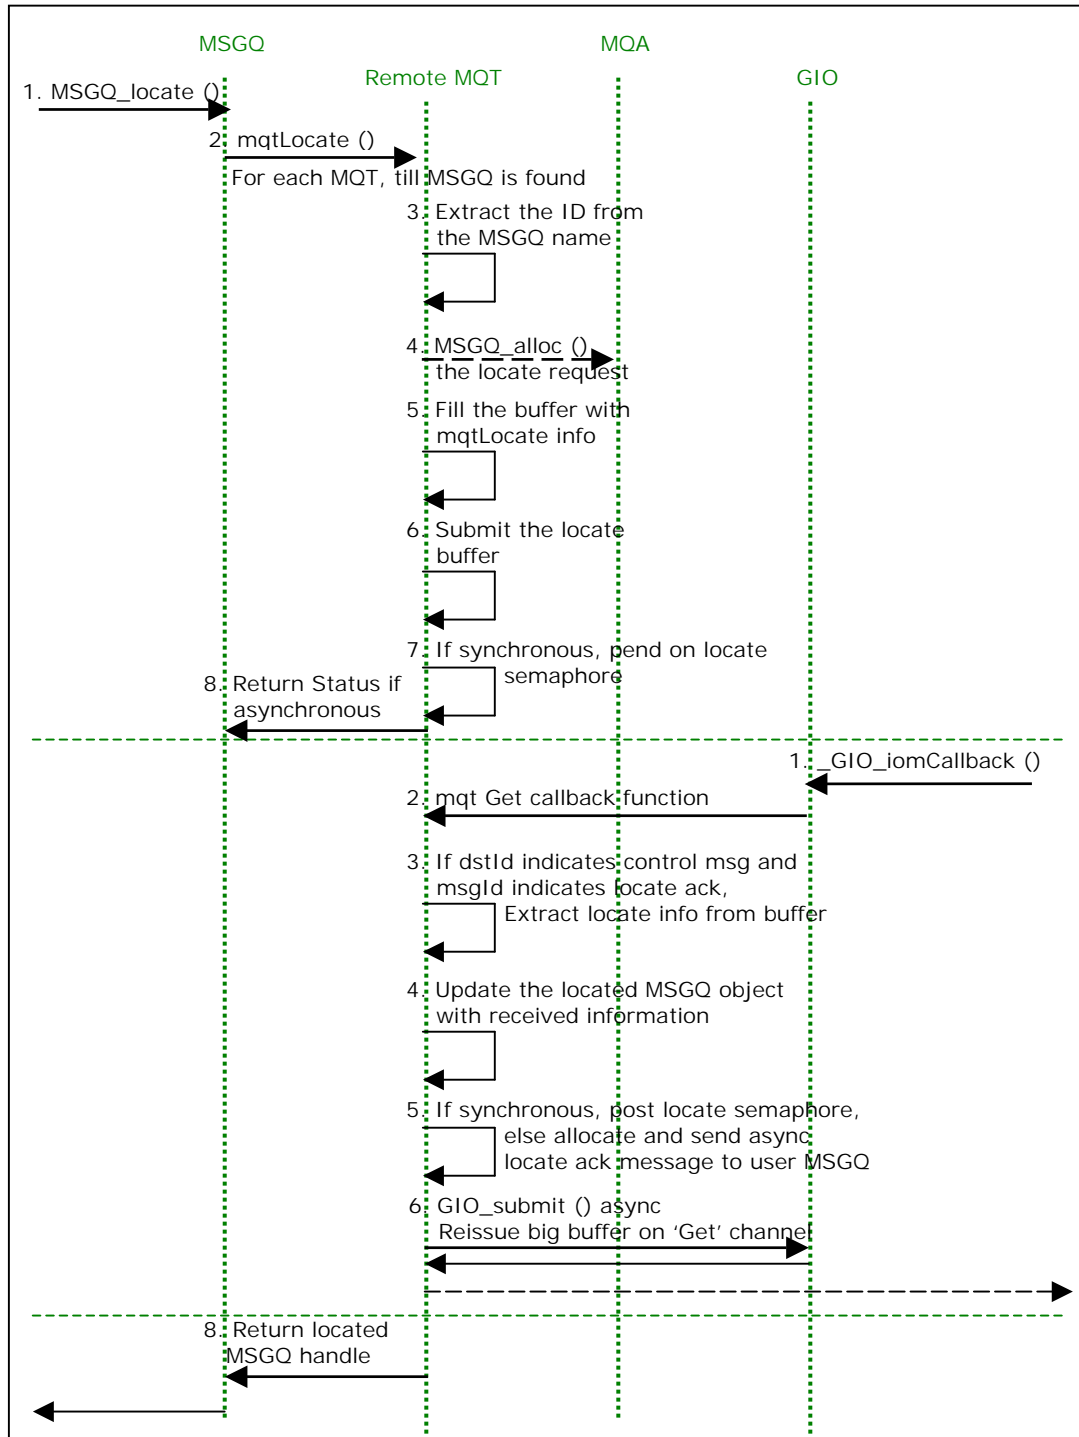 MSGQ
MQA
Remote MQT
GIO
1. MSGQ_locate ()
2. mqtLocate ()
For each MQT, till MSGQ is found
3. Extract the ID from
the MSGQ name
4. MSGQ_alloc ()
the locate request
5. Fill the buffer with
mqtLocate info
6. Submit the locate
buffer
7. If synchronous, pend on locate
semaphore
8. Return Status if
asynchronous
1. _GIO_iomCallback ()
2. mqt Get callback function
3. If dstId indicates control msg and
msgId indicates locate ack,
Extract locate info from buffer
4. Update the located MSGQ object
with received information
5. If synchronous, post locate semaphore,
else allocate and send async
locate ack message to user MSGQ
6. GIO_submit () async
Reissue big buffer on ‘Get’ channel
8. Return located
MSGQ handle